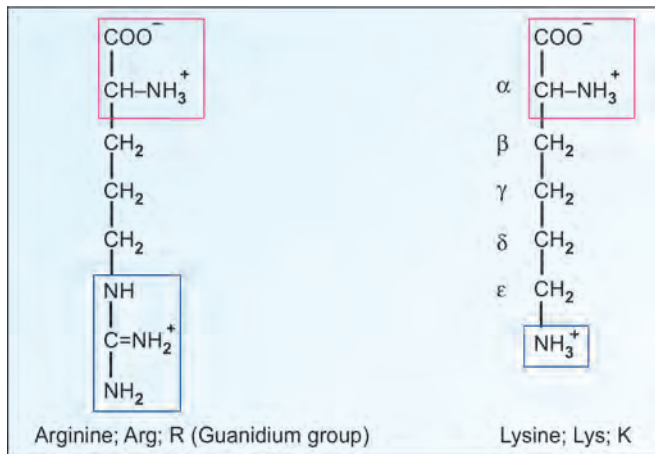 COO⁻
CH–NH₃⁺
CH₂
CH₂
CH₂
NH
C=NH₂⁺
NH₂
Arginine; Arg; R (Guanidium group)
COO⁻
α CH–NH₃⁺
β CH₂
γ CH₂
δ CH₂
ε CH₂
NH₃⁺
Lysine; Lys; K